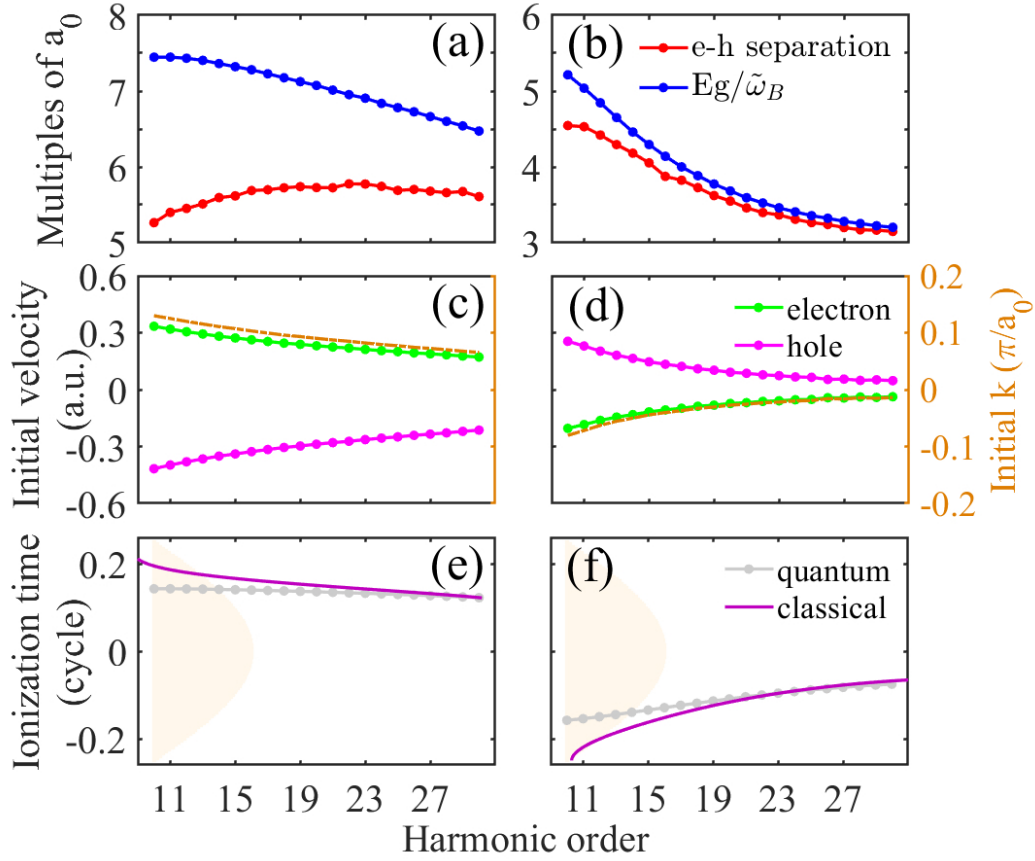 8
7
6
5
Multiples of a₀
(a)
6
5
4
3
(b)
e-h separation
Eg/ω̃_B
0.6
0.3
0
-0.3
-0.6
Initial velocity
(a.u.)
(c)
(d)
electron
hole
0.2
0.1
0
-0.1
-0.2
Initial k (π/a₀)
0.2
0
-0.2
Ionization time
(cycle)
(e)
(f)
quantum
classical
11 15 19 23 27
11 15 19 23 27
Harmonic order